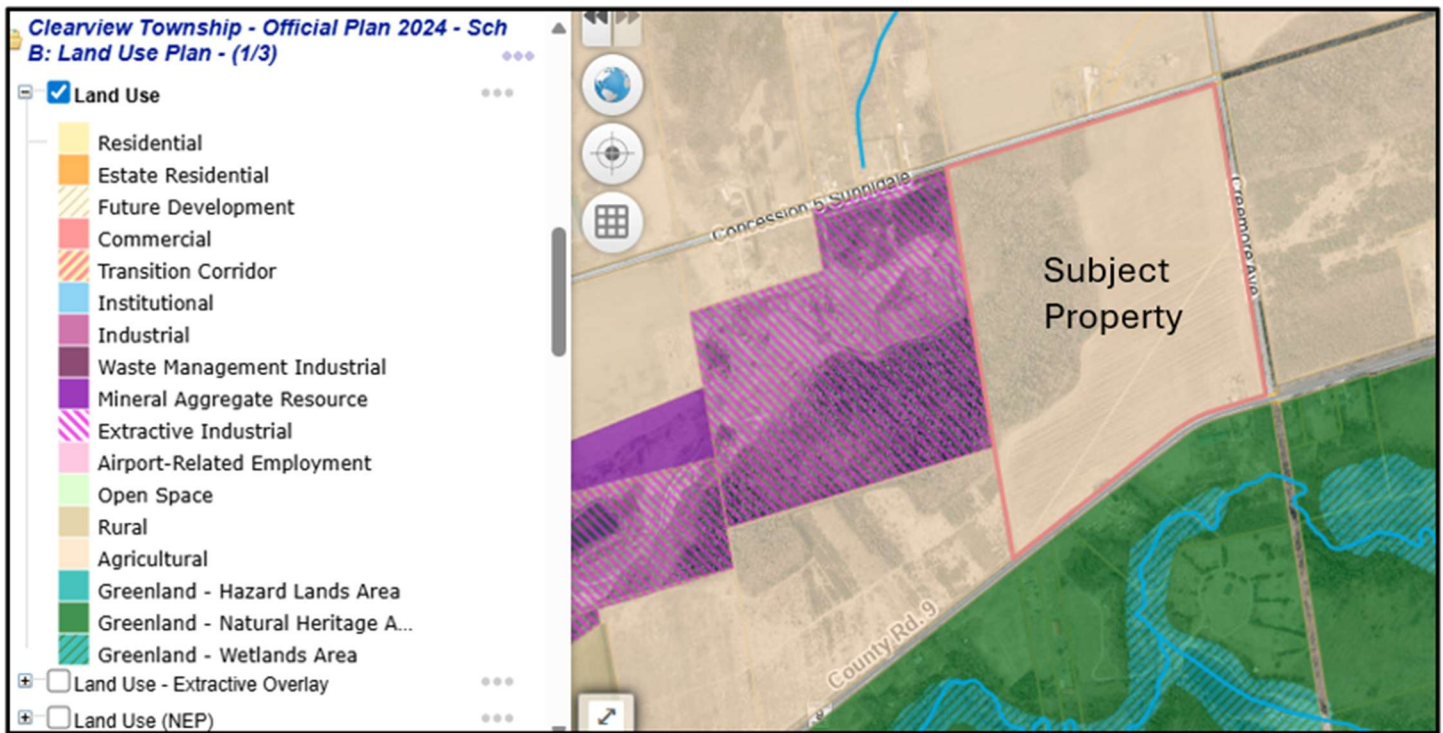 Clearview Township - Official Plan 2024 - Sch
B: Land Use Plan - (1/3)
Land Use
Residential
Estate Residential
Future Development
Commercial
Transition Corridor
Institutional
Industrial
Waste Management Industrial
Mineral Aggregate Resource
Extractive Industrial
Airport-Related Employment
Open Space
Rural
Agricultural
Greenland - Hazard Lands Area
Greenland - Natural Heritage A...
Greenland - Wetlands Area
Land Use - Extractive Overlay
Land Use (NEP)
Concession 5 Sunnidale
Creemore Ave
Subject
Property
County Rd. 9